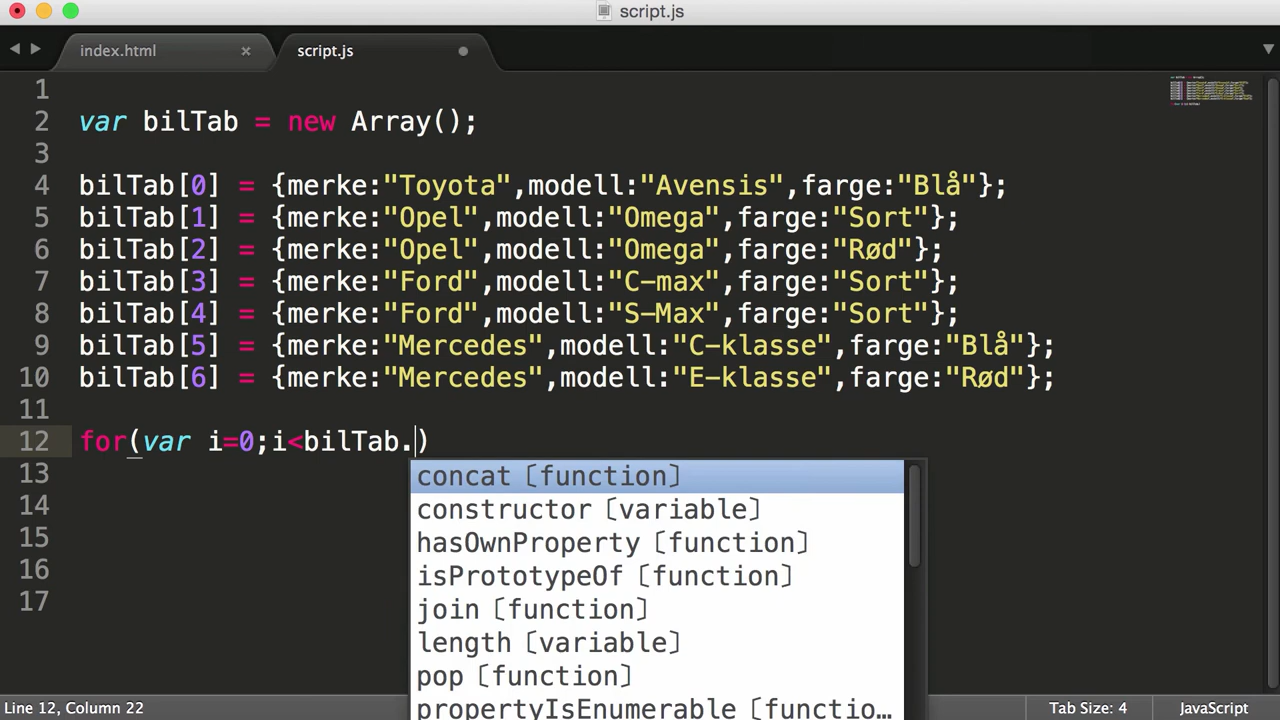 script.js
index.html ×
script.js
1
2 var bilTab = new Array();
3
4 bilTab[0] = {merke:"Toyota",modell:"Avensis",farge:"Blå"};
5 bilTab[1] = {merke:"Opel",modell:"Omega",farge:"Sort"};
6 bilTab[2] = {merke:"Opel",modell:"Omega",farge:"Rød"};
7 bilTab[3] = {merke:"Ford",modell:"C-max",farge:"Sort"};
8 bilTab[4] = {merke:"Ford",modell:"S-Max",farge:"Sort"};
9 bilTab[5] = {merke:"Mercedes",modell:"C-klasse",farge:"Blå"};
10 bilTab[6] = {merke:"Mercedes",modell:"E-klasse",farge:"Rød"};
11
12 for(var i=0;i<bilTab.)
13
14
15
16
17
concat〔function〕
constructor〔variable〕
hasOwnProperty〔function〕
isPrototypeOf〔function〕
join〔function〕
length〔variable〕
pop〔function〕
propertyIsEnumerable〔functio…
Line 12, Column 22
Tab Size: 4
JavaScript